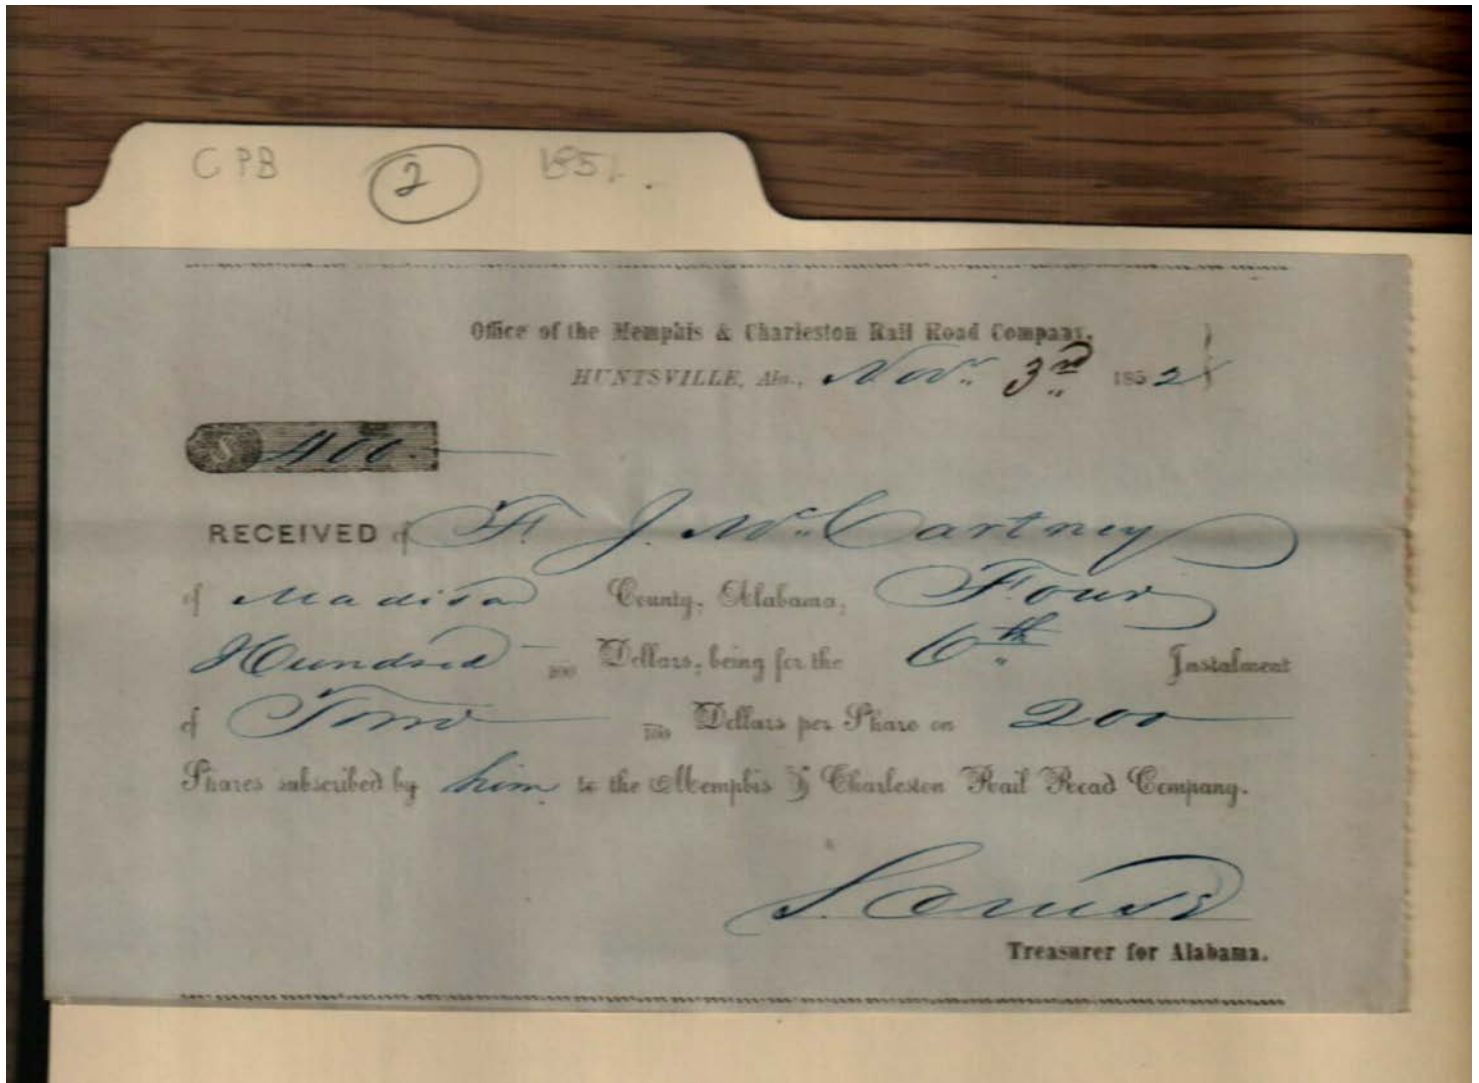 CPB 2 1851.
Office of the Memphis & Charleston Rail Road Company,
HUNTSVILLE, Ala., Nov. 3rd 1852
$ 400.
RECEIVED of F. J. McCartney
of Madison County, Alabama, Four
Hundred 100 Dollars, being for the 6th Instalment
of Two 100 Dollars per Share on 200
Shares subscribed by him to the Memphis & Charleston Rail Road Company.
S. Cruse
Treasurer for Alabama.